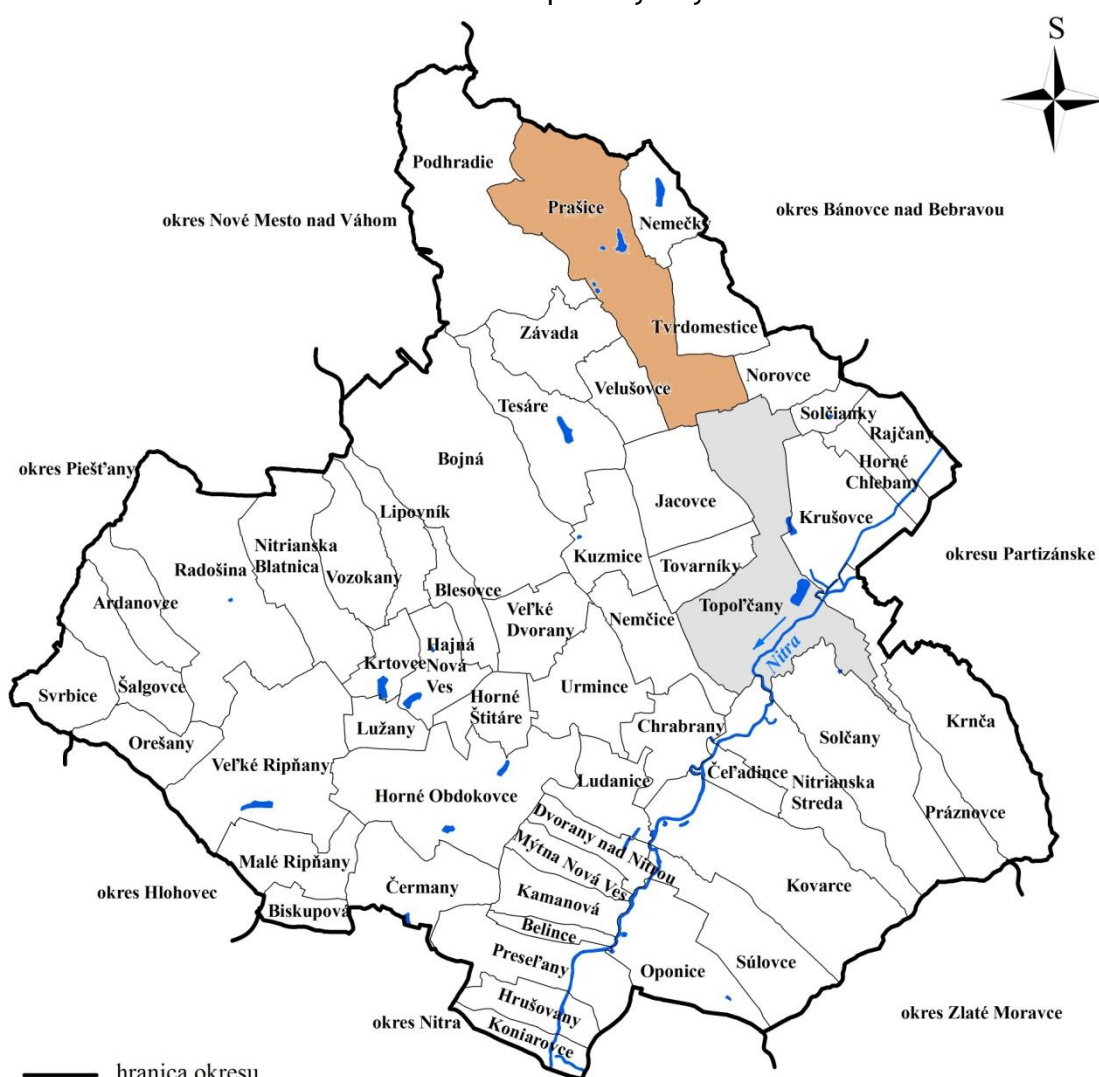 S
Podhradie
okres Nové Mesto nad Váhom
Prašice
Nemečky
okres Bánovce nad Bebravou
Závada
Tvrdomestice
Velušovce
Norovce
Tesáre
Solčianky
Rajčany
Bojná
okres Piešťany
Horné
Chlebany
Lipovník
Jacovce
Krušovce
Nitrianska
Blatnica
Radošina
Vozokany
Kuzmice
Tovarníky
okresu Partizánske
Ardanovce
Blesovce
Veľké
Dvorany
Nemčice
Topoľčany
Hajná
Nová
Ves
Krtovce
Nitra
Svrbice
Šalgovce
Horné
Štitáre
Urmince
Krnča
Orešany
Lužany
Chrabrany
Solčany
Veľké Ripňany
Ludanice
Čeľadince
Nitrianska
Streda
Horné Obdokovce
Práznovce
Dvorany nad Nitrou
Malé Ripňany
Mýtna Nová Ves
Kovarce
okres Hlohovec
Čermany
Kamanová
Biskupová
Belince
Preseľany
Oponice
Súlovce
Hrušovany
okres Nitra
okres Zlaté Moravce
Koniarovce
hranica okresu